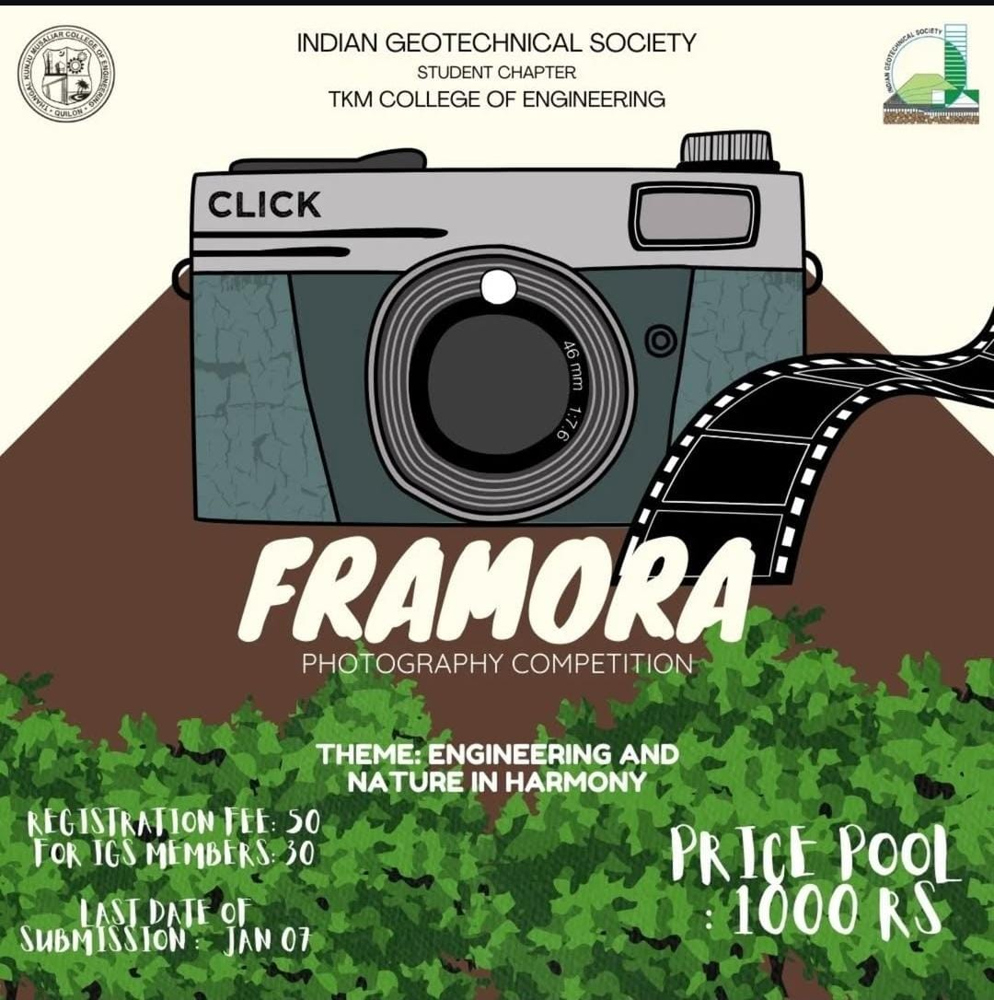 THANGAL KUNJU MUSALIAR COLLEGE OF ENGINEERING
QUILON
INDIAN GEOTECHNICAL SOCIETY
STUDENT CHAPTER
TKM COLLEGE OF ENGINEERING
INDIAN GEOTECHNICAL SOCIETY
CLICK
46 mm 1:7.6
FRAMORA
PHOTOGRAPHY COMPETITION
THEME: ENGINEERING AND
NATURE IN HARMONY
REGISTRATION FEE: 50
FOR IGS MEMBERS: 30
LAST DATE OF
SUBMISSION : JAN 07
PRICE POOL
: 1000 RS